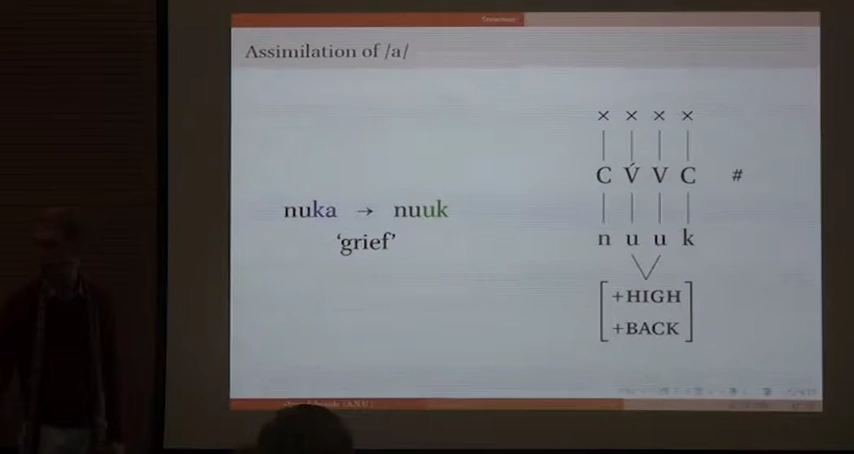 Assimilation of /a/
× × × ×
C V́ V C #
nuka → nuuk
‘grief’
n u u k
+HIGH
+BACK